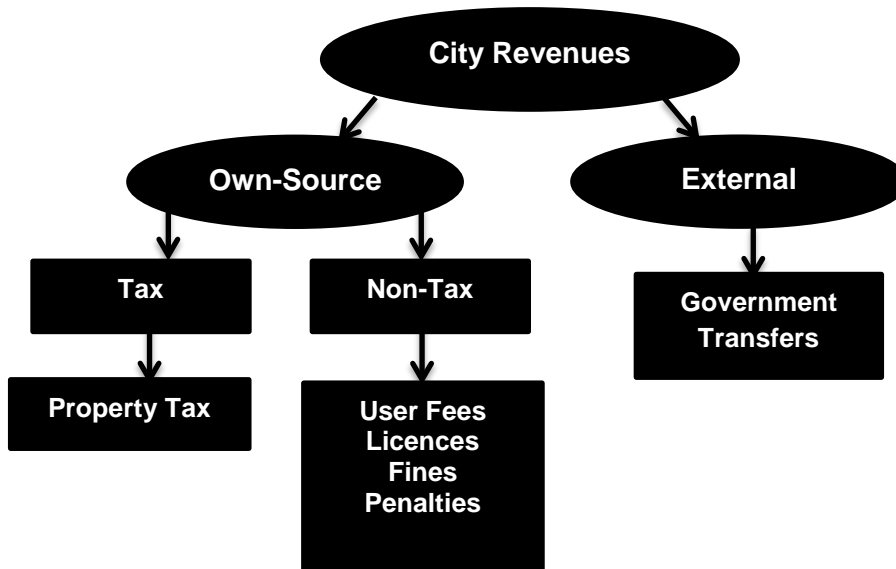 City Revenues
Own-Source
External
Tax
Non-Tax
Government
Transfers
Property Tax
User Fees
Licences
Fines
Penalties